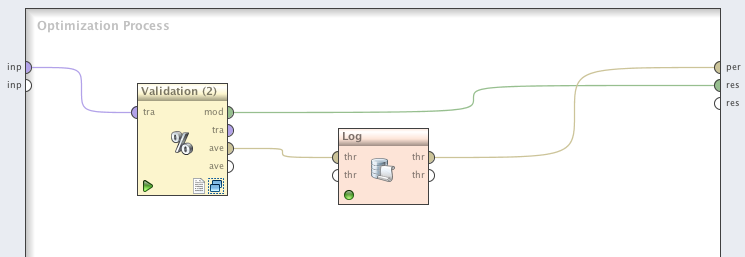 Optimization Process
inp
inp
Validation (2)
tra mod
tra
ave
ave
Log
thr thr
thr thr
per
res
res